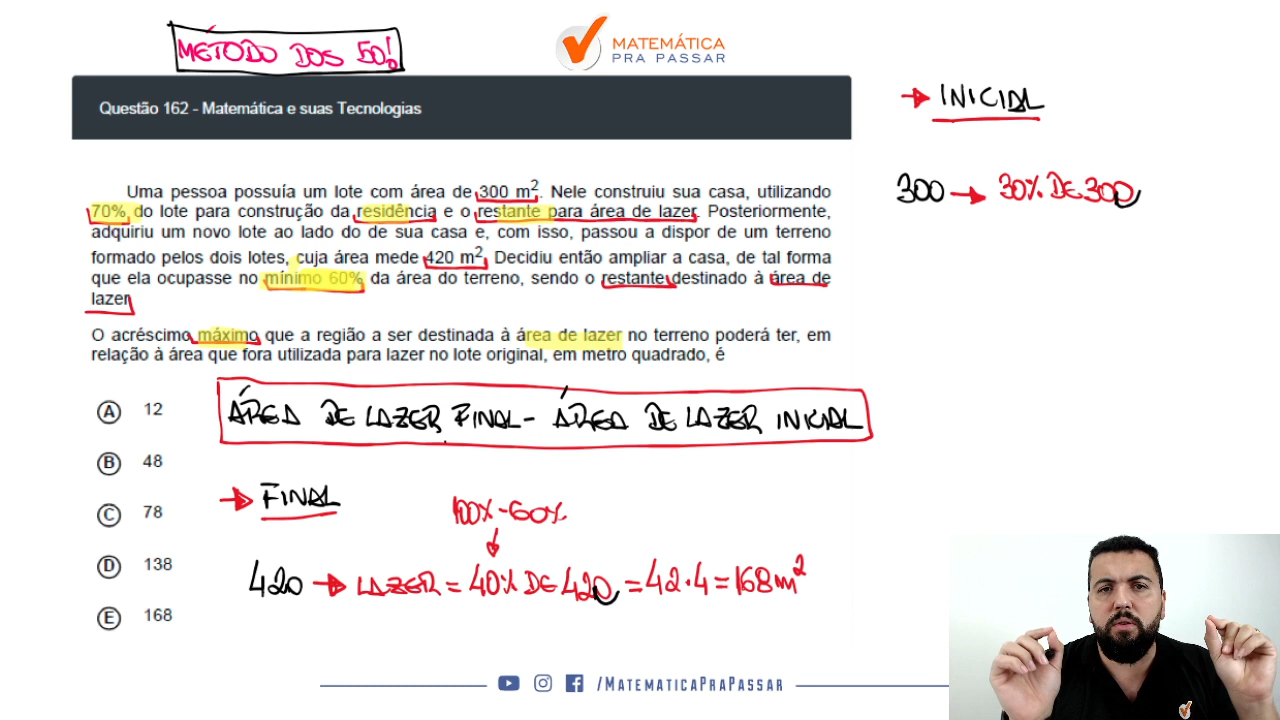 MÉTODO DOS 50!
MATEMÁTICA
PRA PASSAR
Questão 162 - Matemática e suas Tecnologias
Uma pessoa possuía um lote com área de 300 m². Nele construiu sua casa, utilizando
70% do lote para construção da residência e o restante para área de lazer. Posteriormente,
adquiriu um novo lote ao lado do de sua casa e, com isso, passou a dispor de um terreno
formado pelos dois lotes, cuja área mede 420 m². Decidiu então ampliar a casa, de tal forma
que ela ocupasse no mínimo 60% da área do terreno, sendo o restante destinado à área de
lazer
O acréscimo máximo que a região a ser destinada à área de lazer no terreno poderá ter, em
relação à área que fora utilizada para lazer no lote original, em metro quadrado, é
A 12
B 48
C 78
D 138
E 168
ÁREA DE LAZER FINAL - ÁREA DE LAZER INICIAL
→ FINAL
100% - 60%
↓
420 → LAZER = 40% DE 420 = 42 · 4 = 168 m²
→ INICIAL
300 → 30% DE 300
/MATEMATICAPRAPASSAR